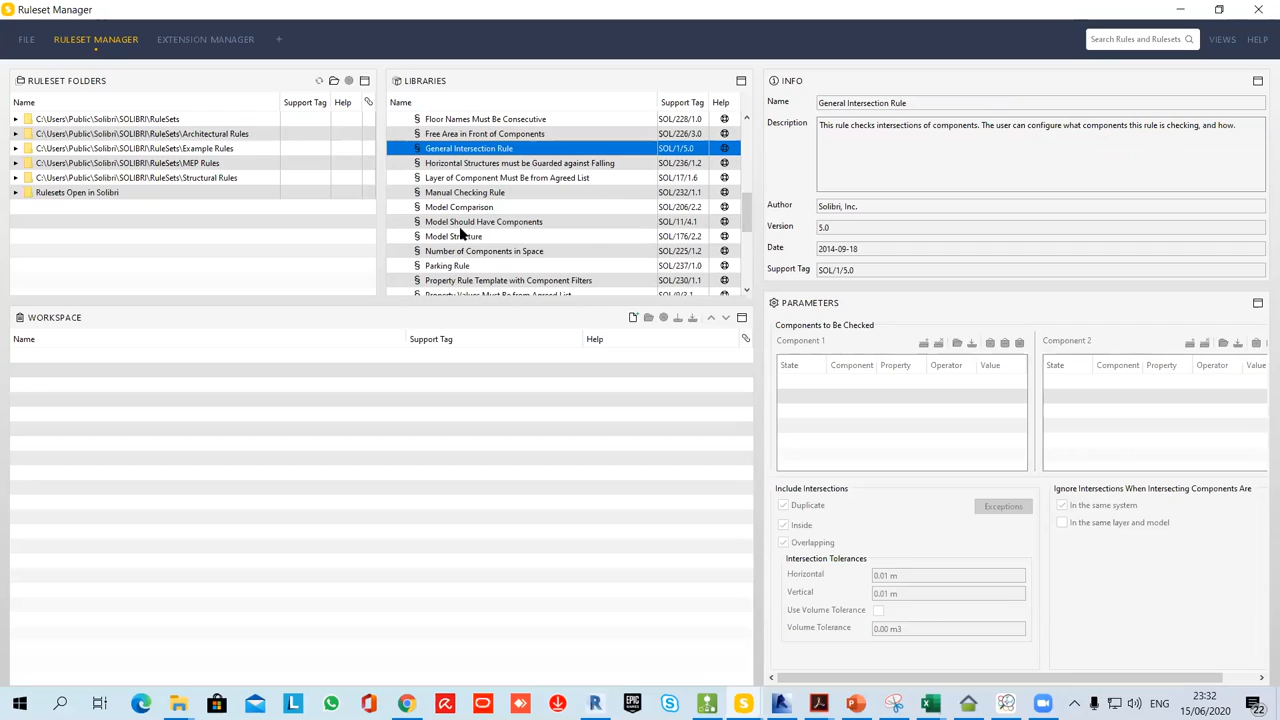 Ruleset Manager
FILE
RULESET MANAGER
EXTENSION MANAGER
+
Search Rules and Rulesets
VIEWS
HELP
RULESET FOLDERS
Name
Support Tag
Help
C:\Users\Public\Solibri\SOLIBRI\RuleSets
C:\Users\Public\Solibri\SOLIBRI\RuleSets\Architectural Rules
C:\Users\Public\Solibri\SOLIBRI\RuleSets\Example Rules
C:\Users\Public\Solibri\SOLIBRI\RuleSets\MEP Rules
C:\Users\Public\Solibri\SOLIBRI\RuleSets\Structural Rules
Rulesets Open in Solibri
LIBRARIES
Name
Support Tag
Help
§ Floor Names Must Be Consecutive SOL/228/1.0
§ Free Area in Front of Components SOL/226/3.0
§ General Intersection Rule SOL/1/5.0
§ Horizontal Structures must be Guarded against Falling SOL/236/1.2
§ Layer of Component Must Be from Agreed List SOL/17/1.6
§ Manual Checking Rule SOL/232/1.1
§ Model Comparison SOL/206/2.2
§ Model Should Have Components SOL/11/4.1
§ Model Structure SOL/176/2.2
§ Number of Components in Space SOL/225/1.2
§ Parking Rule SOL/237/1.0
§ Property Rule Template with Component Filters SOL/230/1.1
§ Property Values Must Be from Agreed List SOL/9/3.1
WORKSPACE
Name
Support Tag
Help
INFO
Name
General Intersection Rule
Description
This rule checks intersections of components. The user can configure what components this rule is checking, and how.
Author
Solibri, Inc.
Version
5.0
Date
2014-09-18
Support Tag
SOL/1/5.0
PARAMETERS
Components to Be Checked
Component 1
State
Component
Property
Operator
Value
Component 2
State
Component
Property
Operator
Value
Include Intersections
Duplicate
Exceptions
Inside
Overlapping
Intersection Tolerances
Horizontal
0.01 m
Vertical
0.01 m
Use Volume Tolerance
Volume Tolerance
0.00 m3
Ignore Intersections When Intersecting Components Are
In the same system
In the same layer and model
ENG
23:32
15/06/2020
22